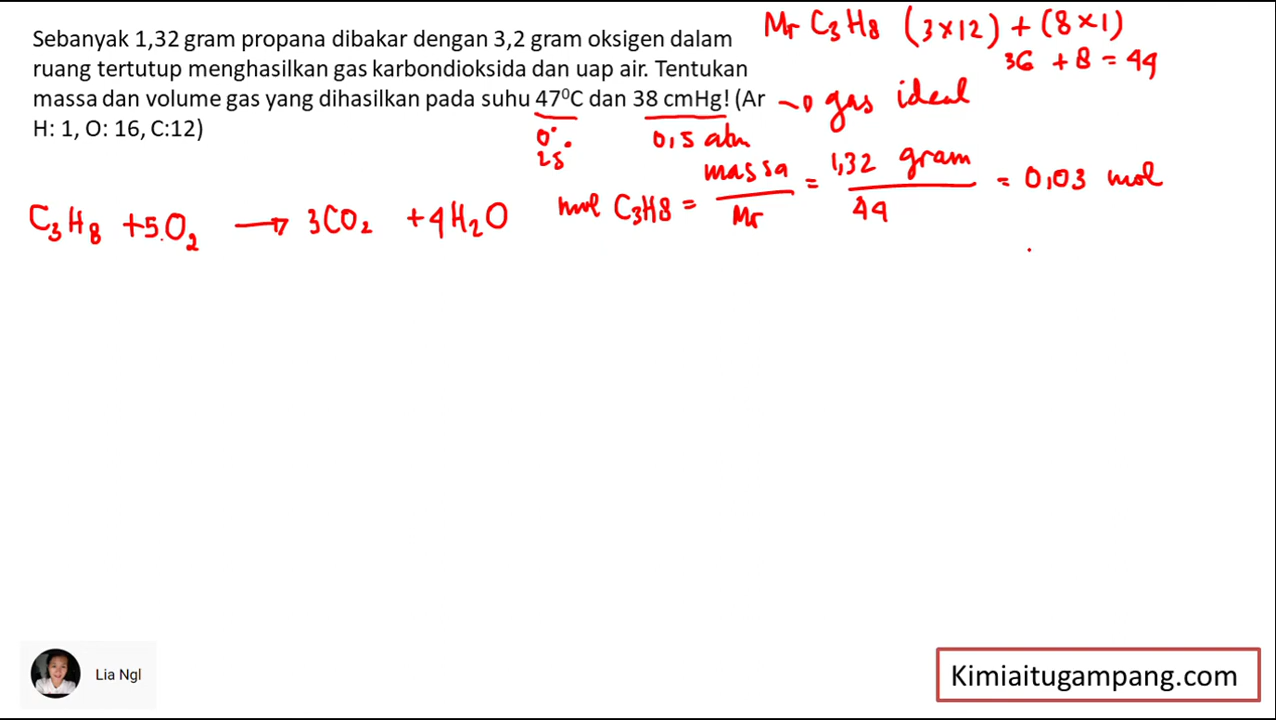 Sebanyak 1,32 gram propana dibakar dengan 3,2 gram oksigen dalam
ruang tertutup menghasilkan gas karbondioksida dan uap air. Tentukan
massa dan volume gas yang dihasilkan pada suhu 47⁰C dan 38 cmHg! (Ar
H: 1, O: 16, C:12)
Mr C₃H₈ (3×12) + (8×1)
36 + 8 = 44
→ gas ideal
0°.
25
0,5 atm
C₃H₈ + 5.O₂ → 3CO₂ + 4H₂O
mol C₃H₈ = massa / Mr = 1,32 gram / 44 = 0,03 mol
Lia Ngl
Kimiaitugampang.com